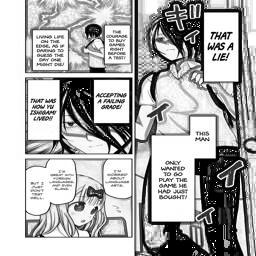 THAT
WAS A
LIE!
THIS
MAN
ONLY
WANTED TO
GO PLAY
THE GAME
HE HAD
JUST
BOUGHT!
THE
COURAGE
TO BUY
GAMES
RIGHT
BEFORE A
TEST!
LIVING LIFE
ON THE
EDGE, AS IF
DARING TO
GUESS THE
DAY ONE
MIGHT DIE!
ACCEPTING
A FAILING
GRADE!
THAT
WAS HOW
YU
ISHIGAMI
LIVED!!
I'M
WORRIED
ABOUT
LANGUAGE
ARTS.
I'M
GREAT WITH
FOREIGN
LANGUAGES
AND EVEN
SLANG,
BUT I
JUST
DON'T
TEST
WELL.